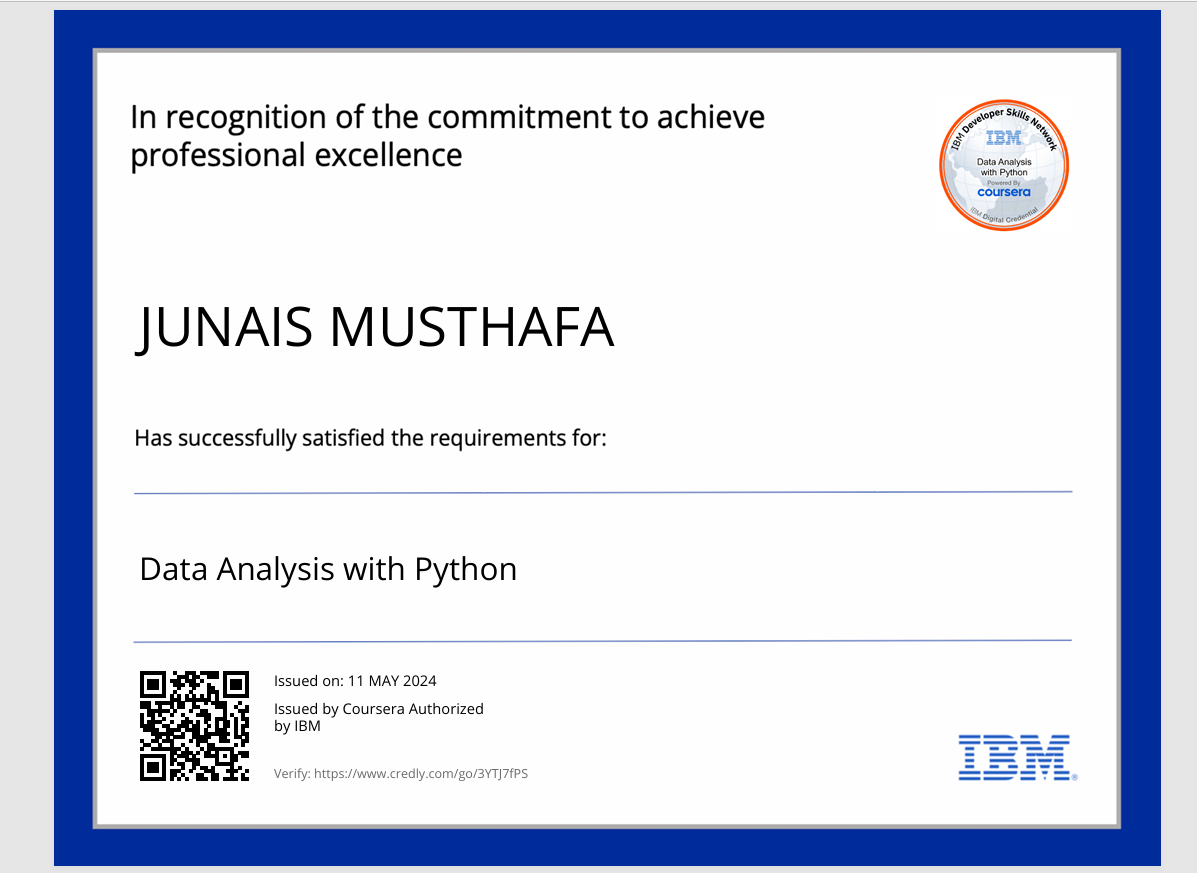 In recognition of the commitment to achieve
professional excellence
IBM Developer Skills Network
IBM
Data Analysis
with Python
Powered By
coursera
IBM Digital Credential
JUNAIS MUSTHAFA
Has successfully satisfied the requirements for:
Data Analysis with Python
Issued on: 11 MAY 2024
Issued by Coursera Authorized
by IBM
Verify: https://www.credly.com/go/3YTJ7fPS
IBM®